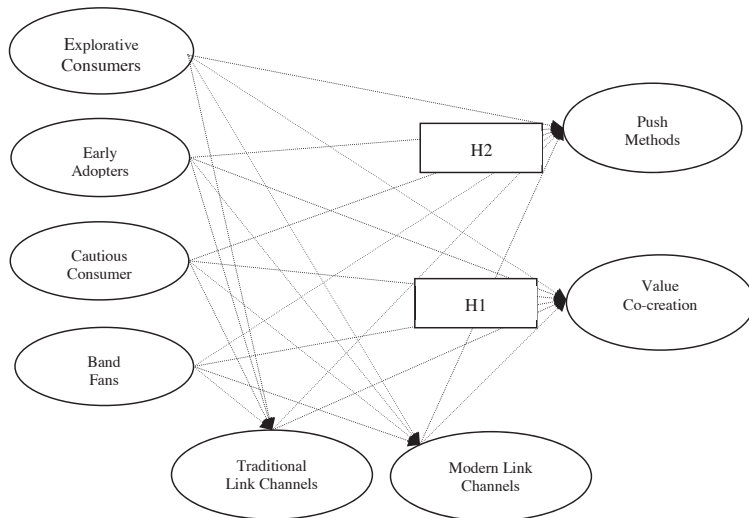 Explorative
Consumers
Early
Adopters
Cautious
Consumer
Band
Fans
H2
H1
Push
Methods
Value
Co-creation
Traditional
Link Channels
Modern Link
Channels